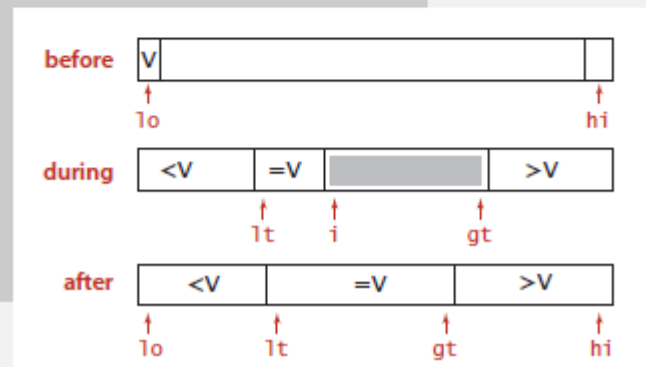 before V
lo hi
during <V =V >V
lt i gt
after <V =V >V
lo lt gt hi